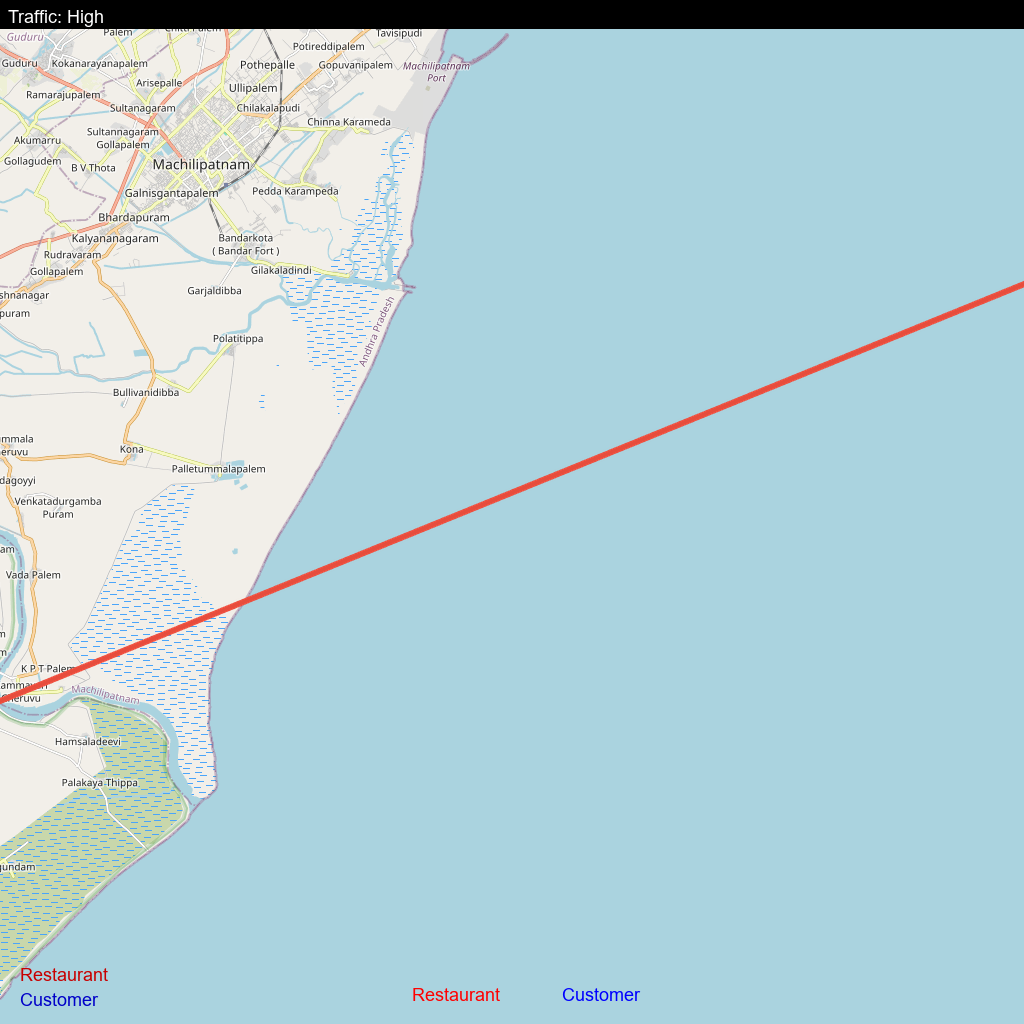 Traffic: High
Guduru
Palem
Tavisipudi
Potireddipalem
Guduru
Kokanarayanapalem
Pothepalle
Gopuvanipalem
Machilipatnam
Port
Arisepalle
Ullipalem
Ramarajupalem
Sultanagaram
Chilakalapudi
Chinna Karameda
Sultannagaram
Gollapalem
Akumarru
Gollagudem
B V Thota
Machilipatnam
Galnisgantapalem
Pedda Karampeda
Bhardapuram
Kalyananagaram
Bandarkota
( Bandar Fort )
Rudravaram
Gollapalem
Gilakaladindi
shnanagar
Garjaldibba
puram
Andhra Pradesh
Polatitippa
Bullivanidibba
mmala
eruvu
Kona
Palletummalapalem
dagoyyi
Venkatadurgamba
Puram
am
Vada Palem
K P T Palem
Cheruvu
Machilipatnam
Hamsaladeevi
Palakaya Thippa
gundam
Restaurant
Customer
Restaurant
Customer